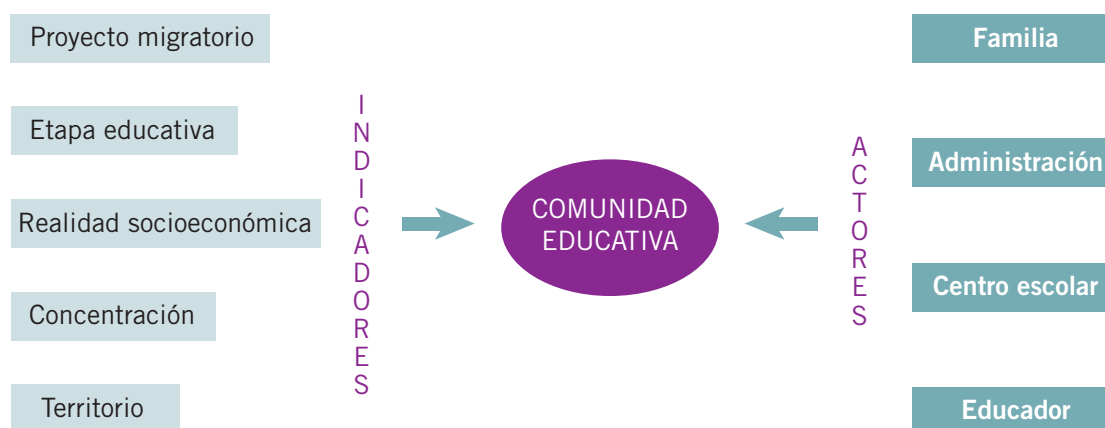 Proyecto migratorio
Etapa educativa
Realidad socioeconómica
Concentración
Territorio
INDICADORES
COMUNIDAD
EDUCATIVA
ACTORES
Familia
Administración
Centro escolar
Educador